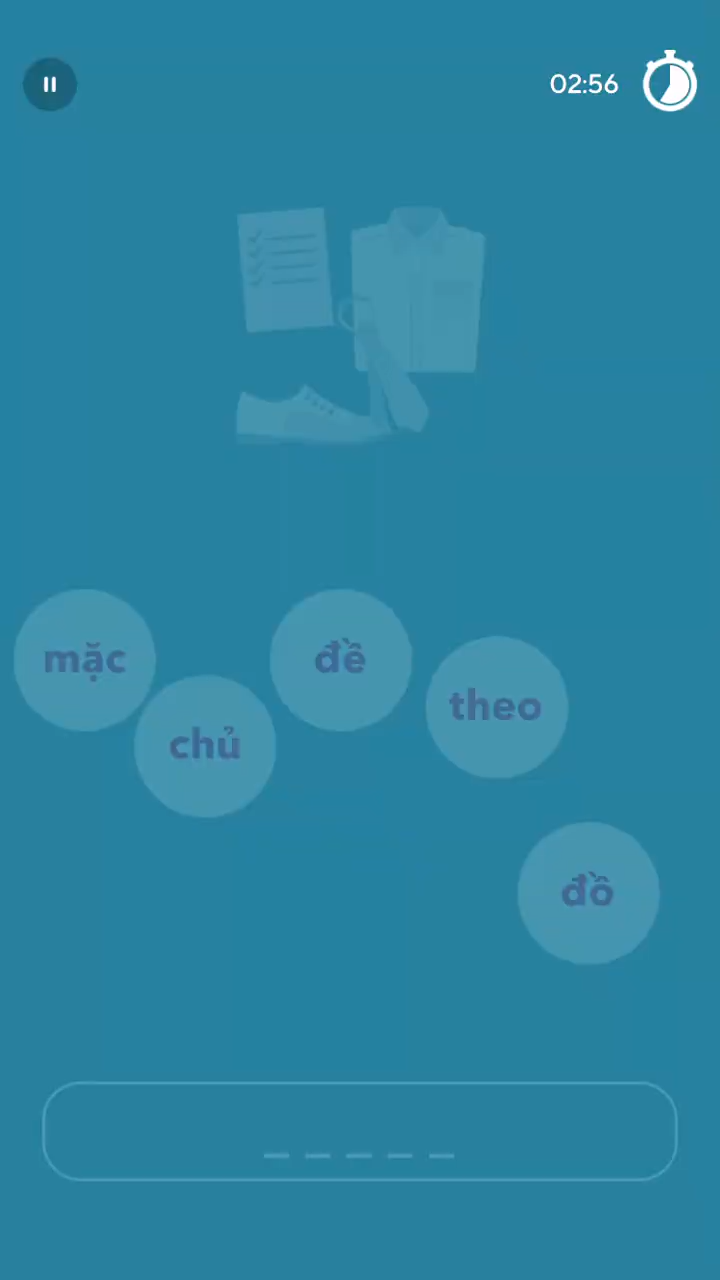 02:56
mặc
đề
theo
chủ
đồ